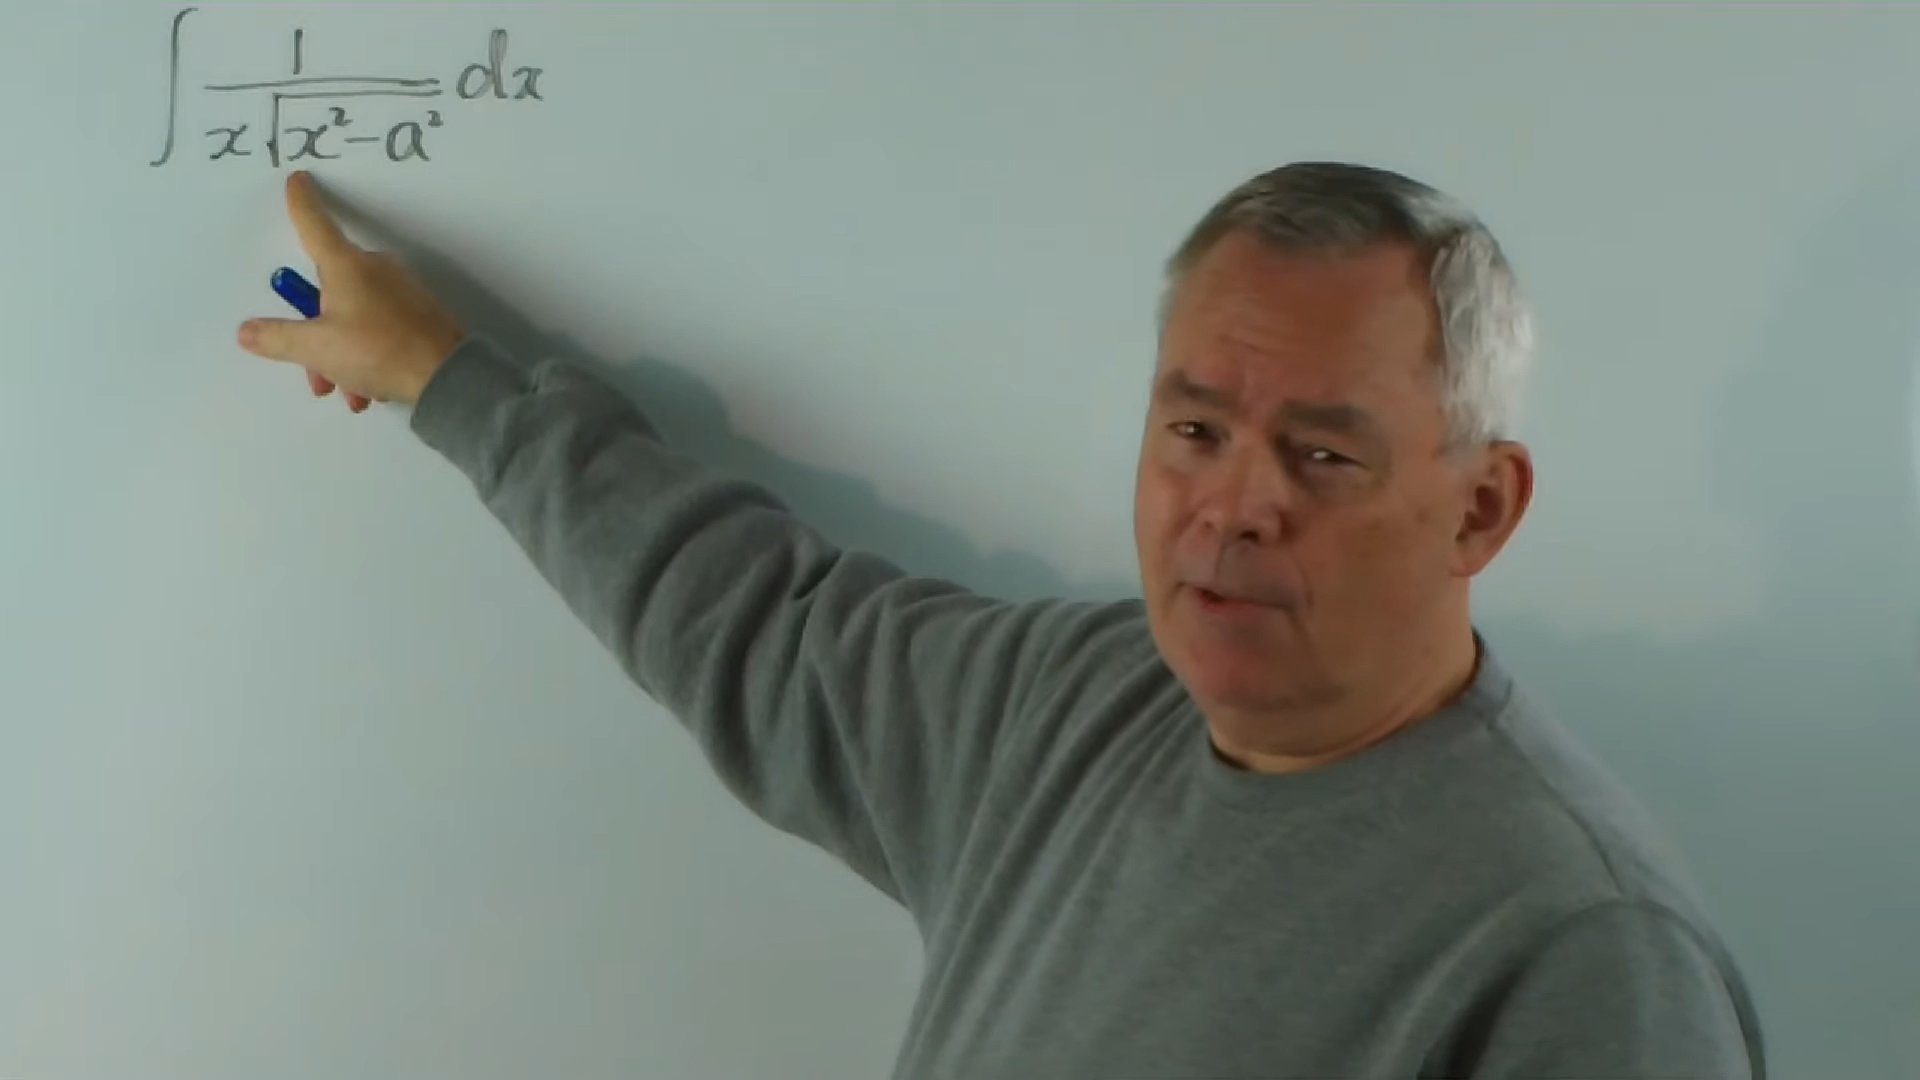 ∫ 1/(x√(x²-a²)) dx